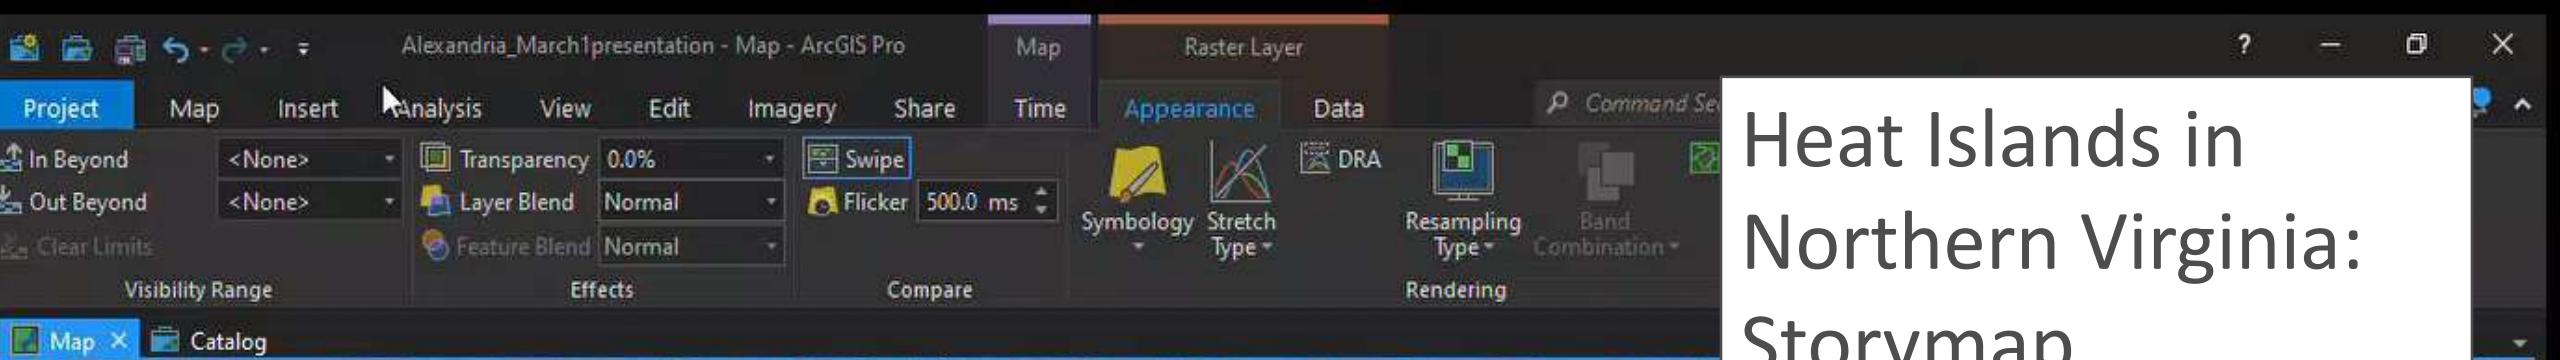 Alexandria_March1presentation - Map - ArcGIS Pro
Map
Raster Layer
?
Project Map Insert Analysis View Edit Imagery Share Time Appearance Data
Command Sea
In Beyond <None>
Out Beyond <None>
Clear Limits
Visibility Range
Transparency 0.0%
Layer Blend Normal
Feature Blend Normal
Effects
Swipe
Flicker 500.0 ms
Compare
Symbology
Stretch
Type
DRA
Resampling
Type
Band
Combination
Rendering
Map Catalog
Heat Islands in
Northern Virginia:
Storymap